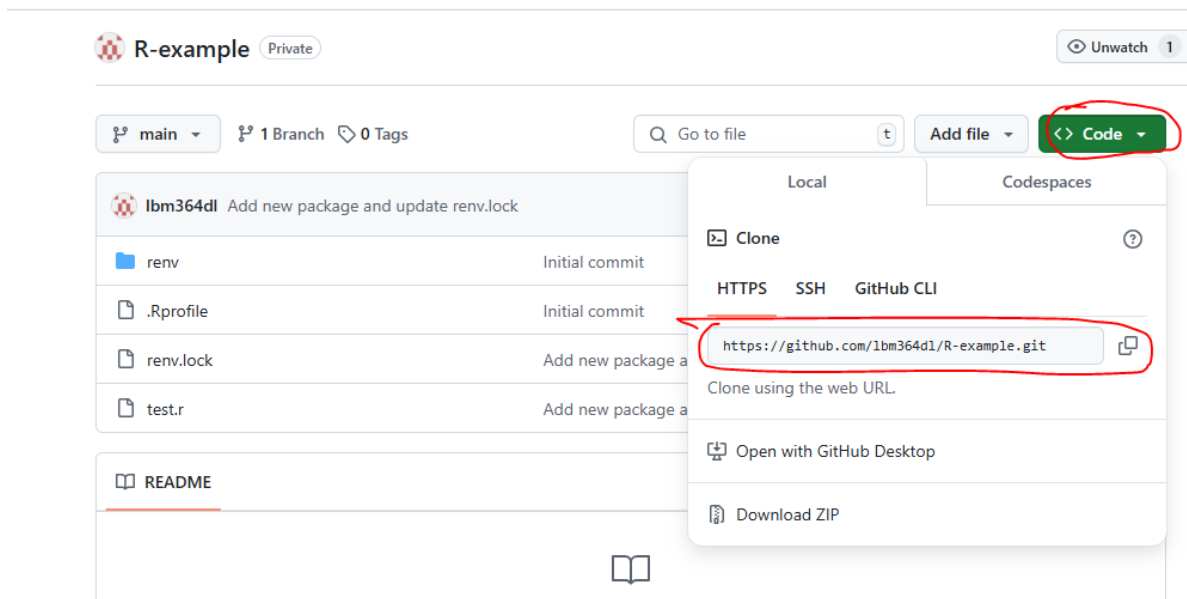 R-example Private
Unwatch 1
main 1 Branch 0 Tags
Go to file t
Add file
<> Code
lbm364dl Add new package and update renv.lock
renv Initial commit
.Rprofile Initial commit
renv.lock Add new package a
test.r Add new package a
README
Local Codespaces
Clone
HTTPS SSH GitHub CLI
https://github.com/lbm364dl/R-example.git
Clone using the web URL.
Open with GitHub Desktop
Download ZIP